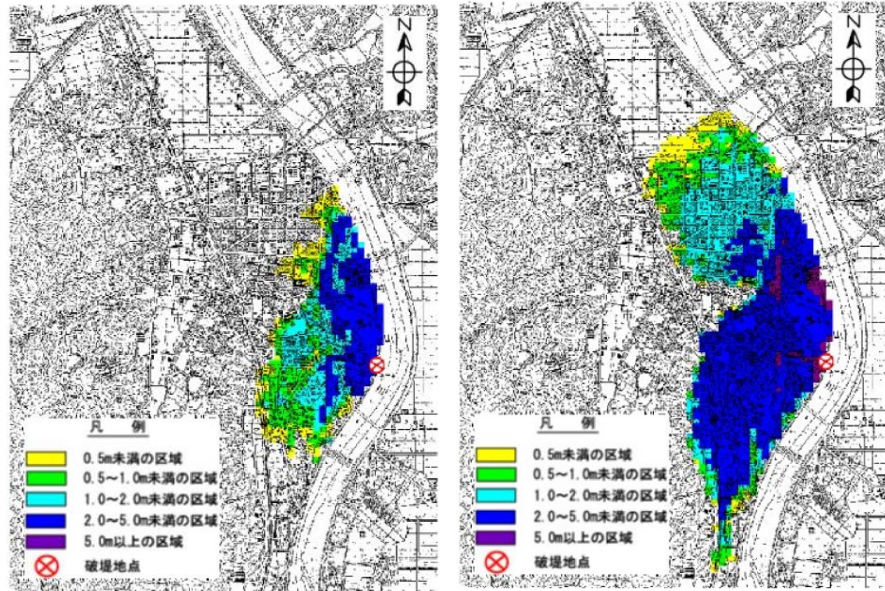 N
凡 例
0.5m未満の区域
0.5～1.0m未満の区域
1.0～2.0m未満の区域
2.0～5.0m未満の区域
5.0m以上の区域
破堤地点
N
凡 例
0.5m未満の区域
0.5～1.0m未満の区域
1.0～2.0m未満の区域
2.0～5.0m未満の区域
5.0m以上の区域
破堤地点